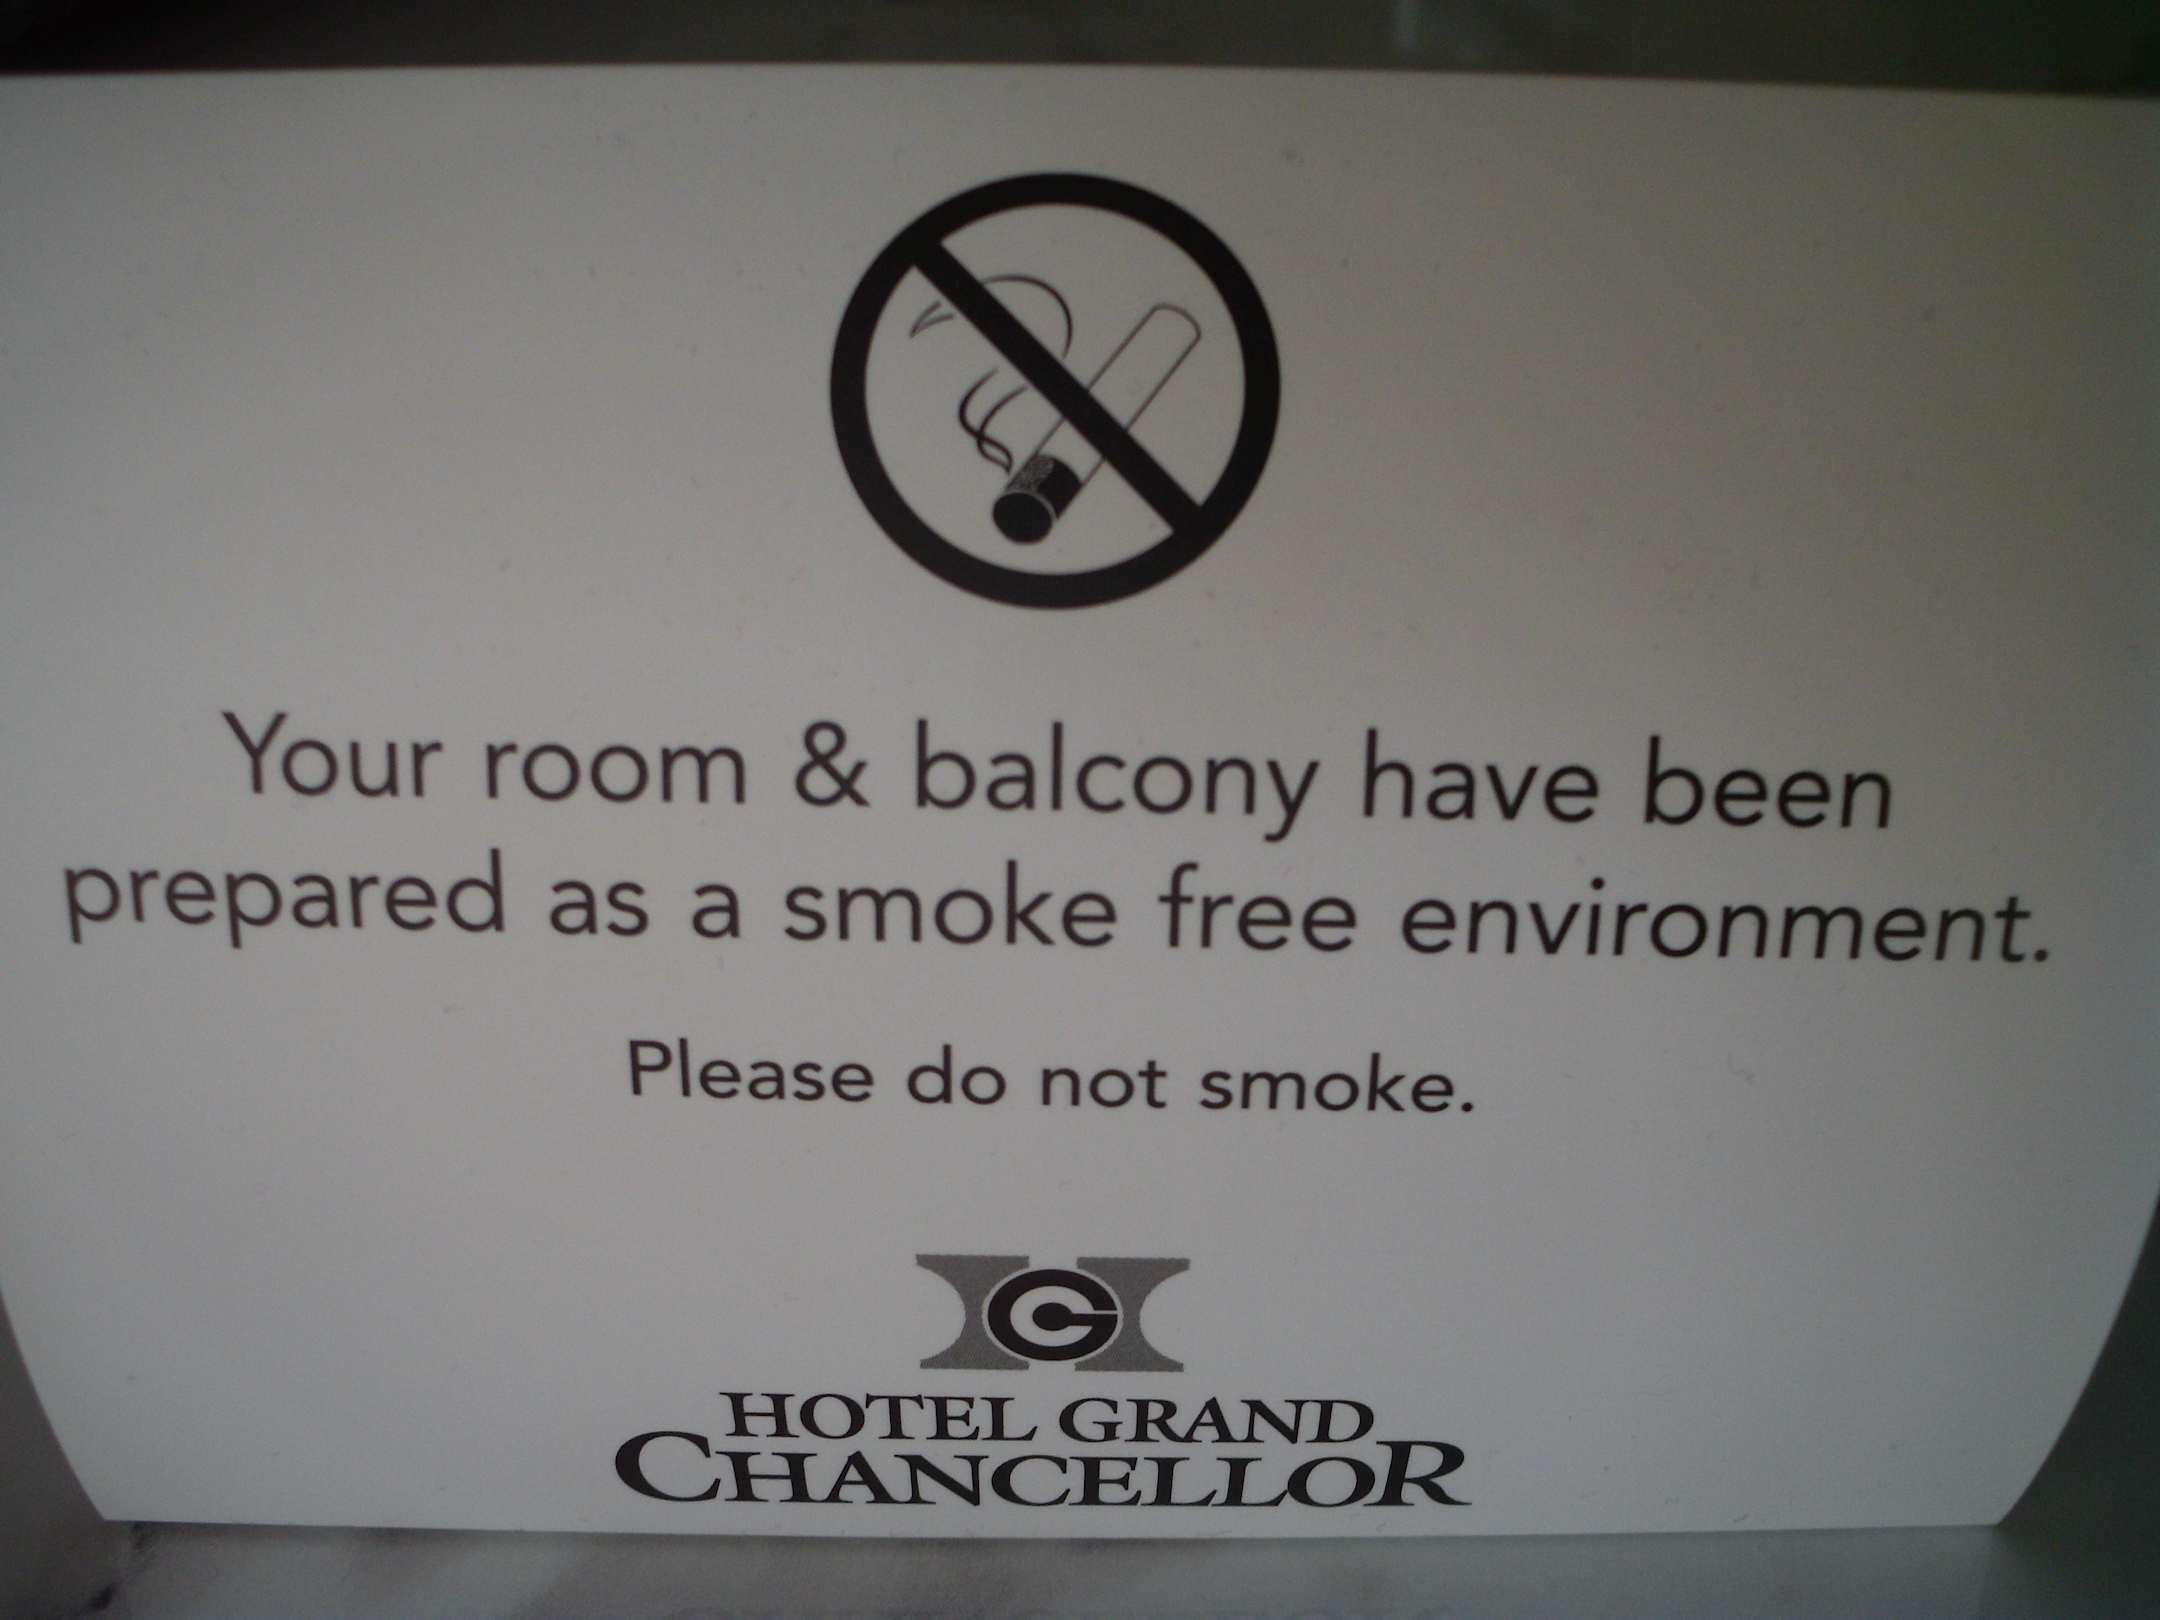 Your room & balcony have been
prepared as a smoke free environment.
Please do not smoke.
HOTEL GRAND
CHANCELLOR